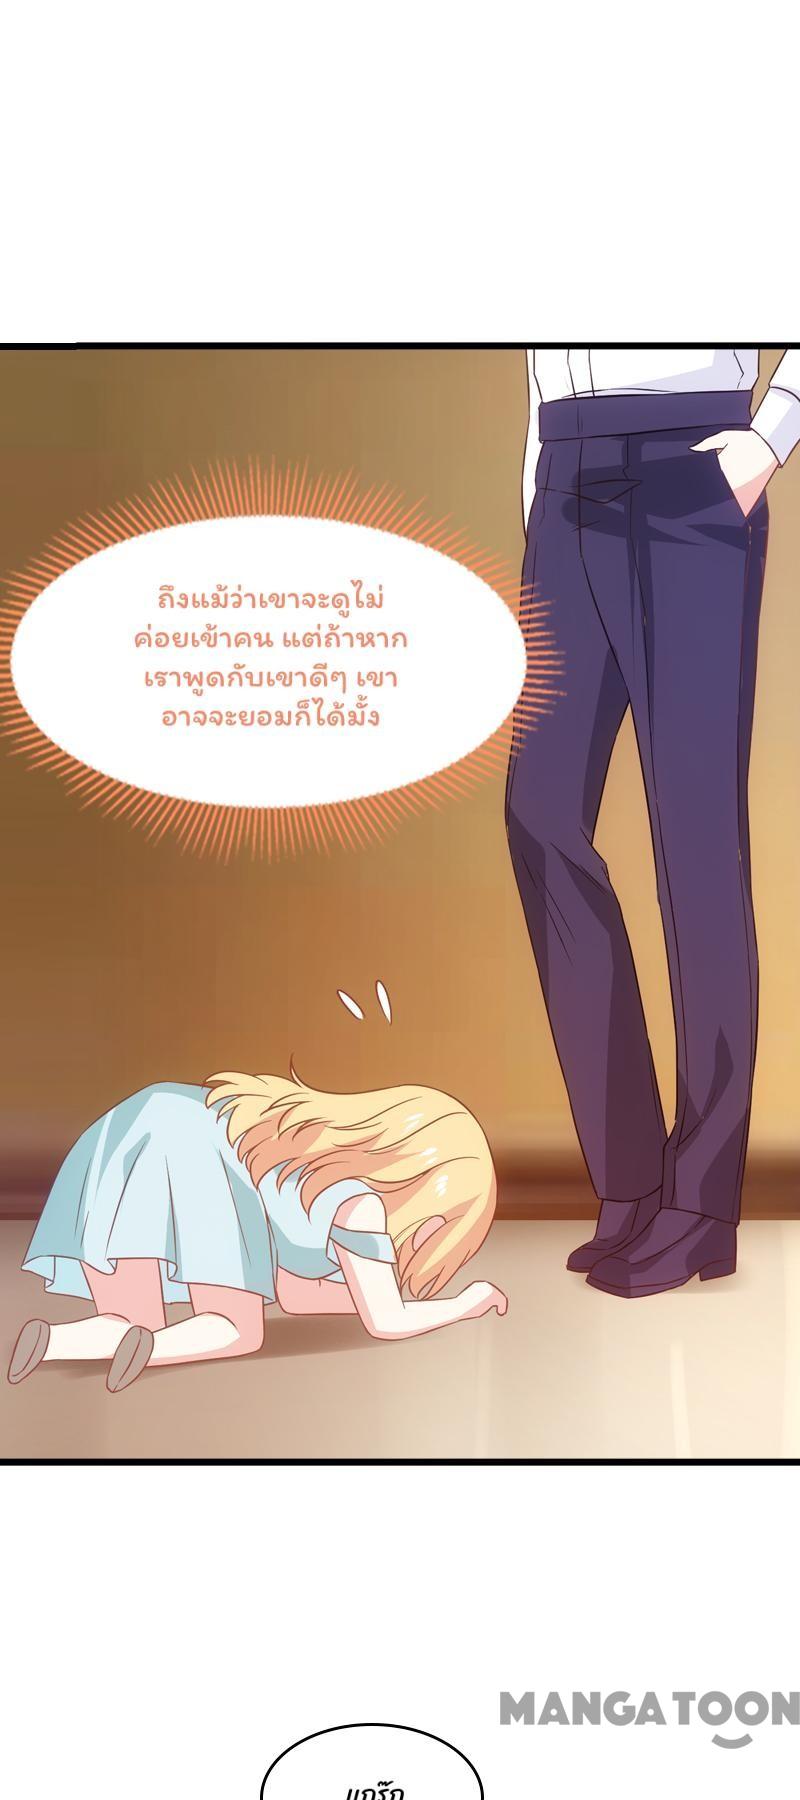 ถึงแม้ว่าเขาจะดูไม่
ค่อยเข้าคน แต่ถ้าหาก
เราพูดกับเขาดีๆ เขา
อาจจะยอมก็ได้มั้ง
MANGATOON
แกร๊ก